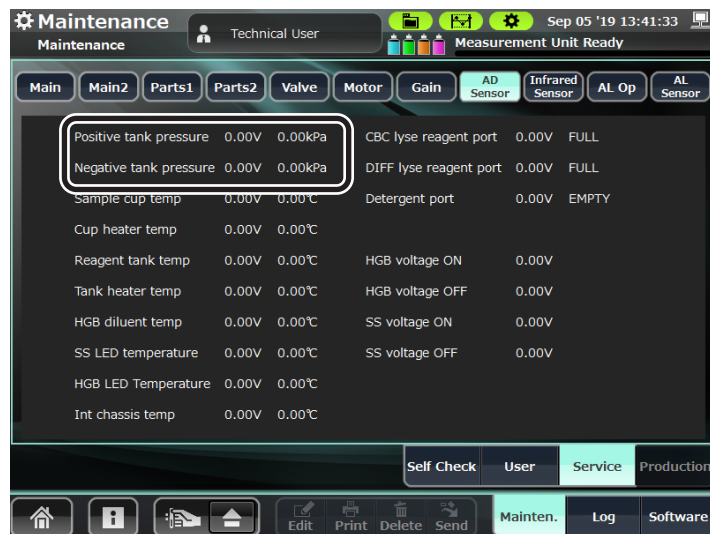 Maintenance
Maintenance
Technical User
Sep 05 '19 13:41:33
Measurement Unit Ready
Main Main2 Parts1 Parts2 Valve Motor Gain AD Sensor Infrared Sensor AL Op AL Sensor
Positive tank pressure 0.00V 0.00kPa CBC lyse reagent port 0.00V FULL
Negative tank pressure 0.00V 0.00kPa DIFF lyse reagent port 0.00V FULL
Sample cup temp 0.00V 0.00℃ Detergent port 0.00V EMPTY
Cup heater temp 0.00V 0.00℃
Reagent tank temp 0.00V 0.00℃ HGB voltage ON 0.00V
Tank heater temp 0.00V 0.00℃ HGB voltage OFF 0.00V
HGB diluent temp 0.00V 0.00℃ SS voltage ON 0.00V
SS LED temperature 0.00V 0.00℃ SS voltage OFF 0.00V
HGB LED Temperature 0.00V 0.00℃
Int chassis temp 0.00V 0.00℃
Self Check User Service Production
Edit Print Delete Send Mainten. Log Software